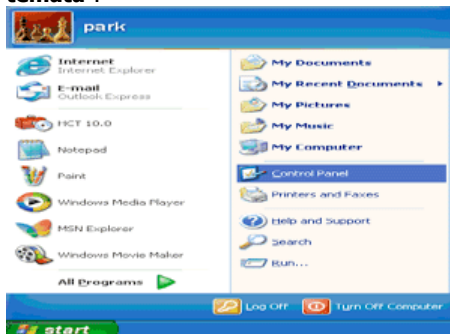 park
Internet
Internet Explorer
E-mail
Outlook Express
HCT 10.0
Notepad
Paint
Windows Media Player
MSN Explorer
Windows Movie Maker
All Programs
My Documents
My Recent Documents
My Pictures
My Music
My Computer
Control Panel
Printers and Faxes
Help and Support
Search
Run...
Log Off
Turn Off Computer
start